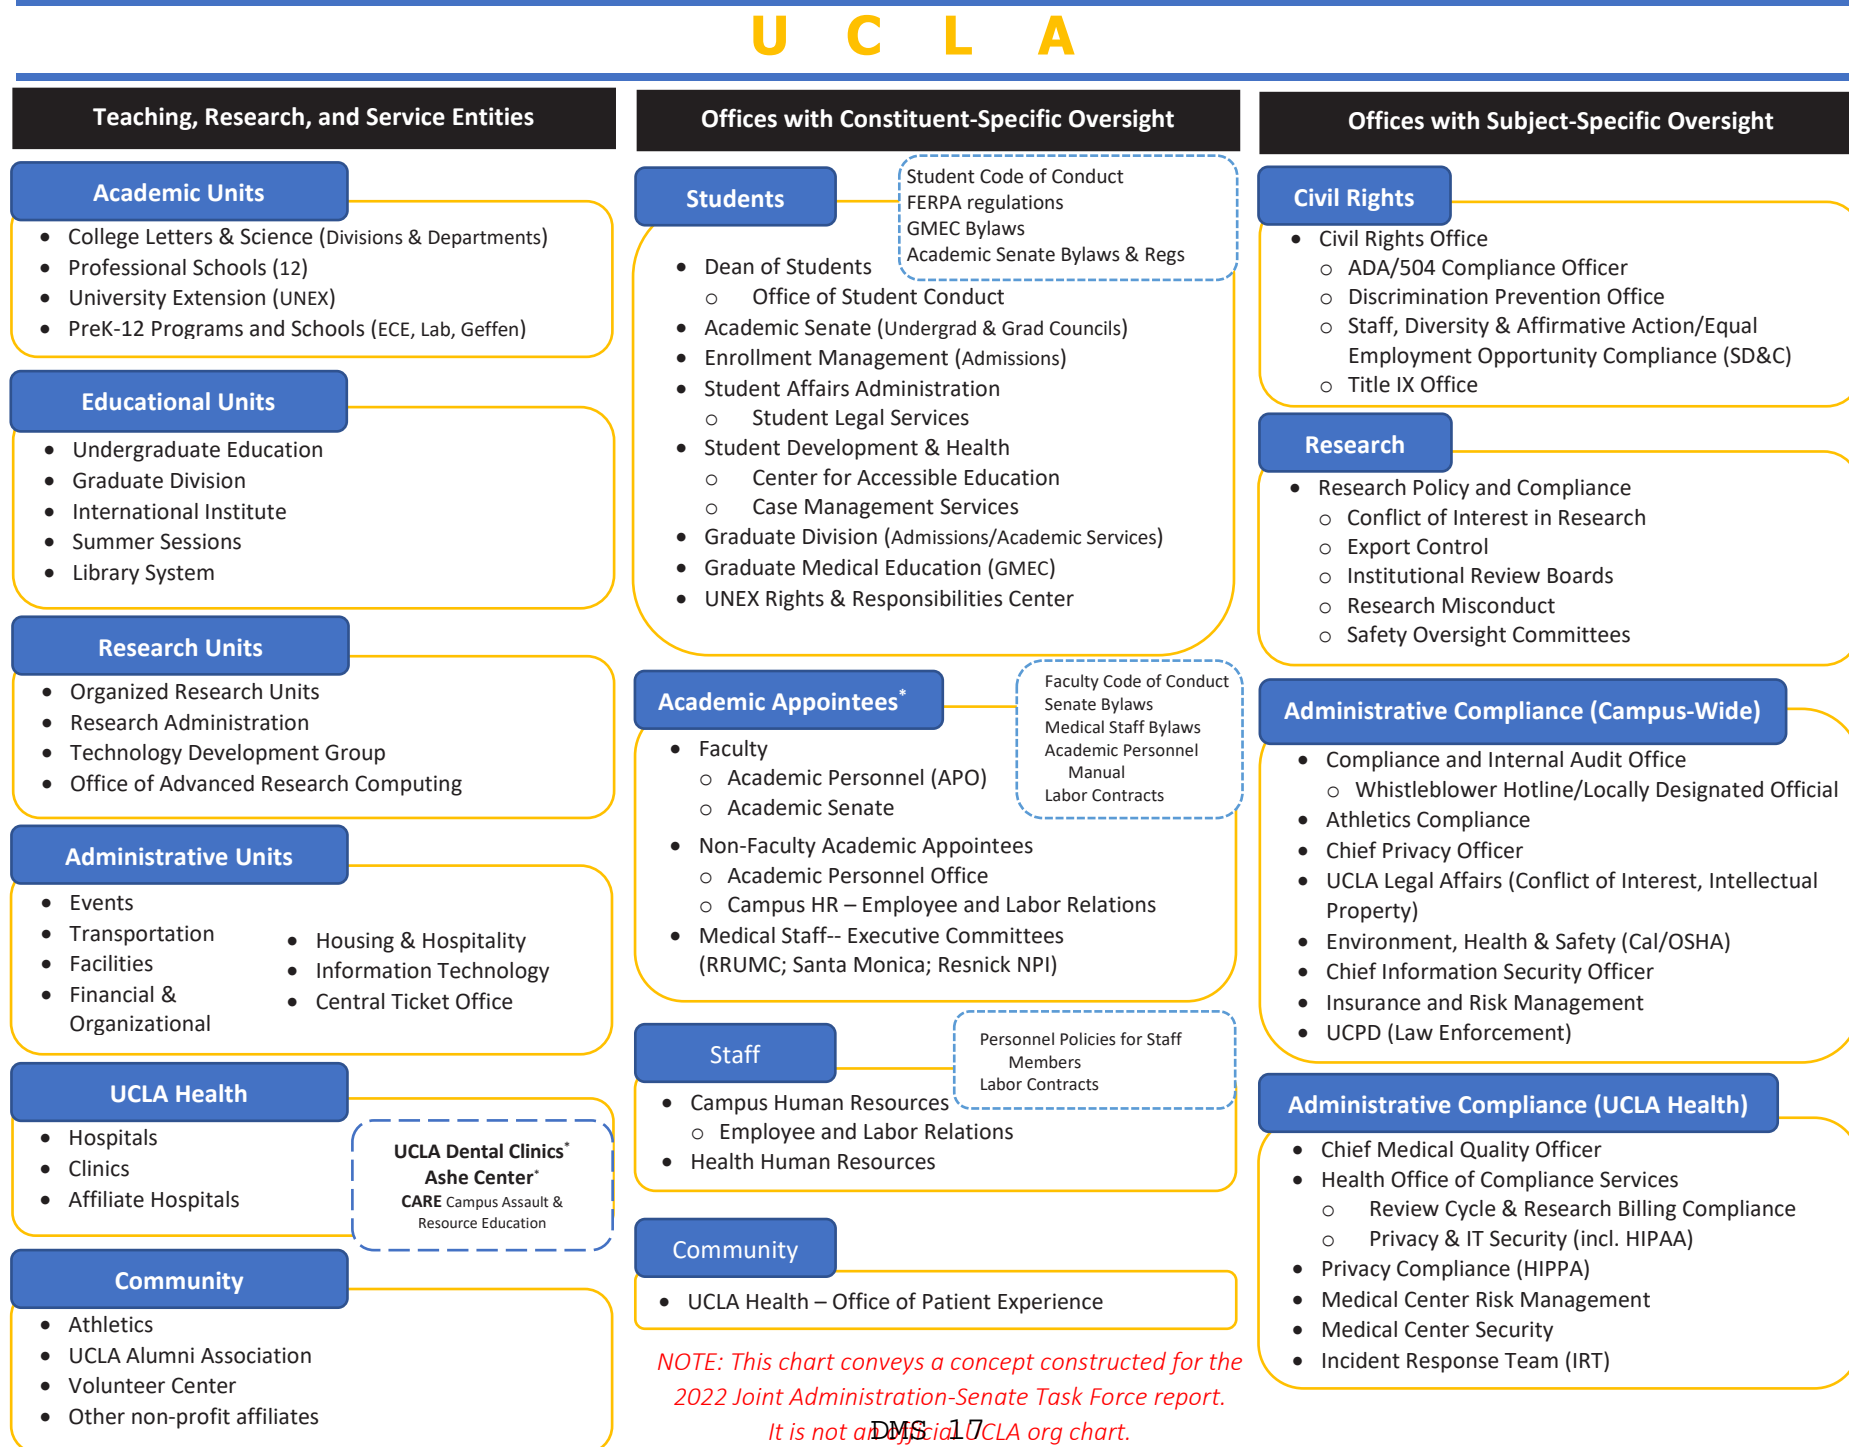 U C L A
Teaching, Research, and Service Entities
Academic Units
• College Letters & Science (Divisions & Departments)
• Professional Schools (12)
• University Extension (UNEX)
• PreK-12 Programs and Schools (ECE, Lab, Geffen)
Educational Units
• Undergraduate Education
• Graduate Division
• International Institute
• Summer Sessions
• Library System
Research Units
• Organized Research Units
• Research Administration
• Technology Development Group
• Office of Advanced Research Computing
Administrative Units
• Events
• Transportation
• Facilities
• Financial &
Organizational
• Housing & Hospitality
• Information Technology
• Central Ticket Office
UCLA Health
• Hospitals
• Clinics
• Affiliate Hospitals
UCLA Dental Clinics*
Ashe Center*
CARE Campus Assault &
Resource Education
Community
• Athletics
• UCLA Alumni Association
• Volunteer Center
• Other non-profit affiliates
Offices with Constituent-Specific Oversight
Students
Student Code of Conduct
FERPA regulations
GMEC Bylaws
Academic Senate Bylaws & Regs
• Dean of Students
o Office of Student Conduct
• Academic Senate (Undergrad & Grad Councils)
• Enrollment Management (Admissions)
• Student Affairs Administration
o Student Legal Services
• Student Development & Health
o Center for Accessible Education
o Case Management Services
• Graduate Division (Admissions/Academic Services)
• Graduate Medical Education (GMEC)
• UNEX Rights & Responsibilities Center
Academic Appointees*
Faculty Code of Conduct
Senate Bylaws
Medical Staff Bylaws
Academic Personnel
Manual
Labor Contracts
• Faculty
o Academic Personnel (APO)
o Academic Senate
• Non-Faculty Academic Appointees
o Academic Personnel Office
o Campus HR – Employee and Labor Relations
• Medical Staff-- Executive Committees
(RRUMC; Santa Monica; Resnick NPI)
Staff
Personnel Policies for Staff
Members
Labor Contracts
• Campus Human Resources
o Employee and Labor Relations
• Health Human Resources
Community
• UCLA Health – Office of Patient Experience
NOTE: This chart conveys a concept constructed for the
2022 Joint Administration-Senate Task Force report.
It is not an official UCLA org chart.
DMS 17
Offices with Subject-Specific Oversight
Civil Rights
• Civil Rights Office
o ADA/504 Compliance Officer
o Discrimination Prevention Office
o Staff, Diversity & Affirmative Action/Equal
Employment Opportunity Compliance (SD&C)
o Title IX Office
Research
• Research Policy and Compliance
o Conflict of Interest in Research
o Export Control
o Institutional Review Boards
o Research Misconduct
o Safety Oversight Committees
Administrative Compliance (Campus-Wide)
• Compliance and Internal Audit Office
o Whistleblower Hotline/Locally Designated Official
• Athletics Compliance
• Chief Privacy Officer
• UCLA Legal Affairs (Conflict of Interest, Intellectual
Property)
• Environment, Health & Safety (Cal/OSHA)
• Chief Information Security Officer
• Insurance and Risk Management
• UCPD (Law Enforcement)
Administrative Compliance (UCLA Health)
• Chief Medical Quality Officer
• Health Office of Compliance Services
o Review Cycle & Research Billing Compliance
o Privacy & IT Security (incl. HIPAA)
• Privacy Compliance (HIPPA)
• Medical Center Risk Management
• Medical Center Security
• Incident Response Team (IRT)